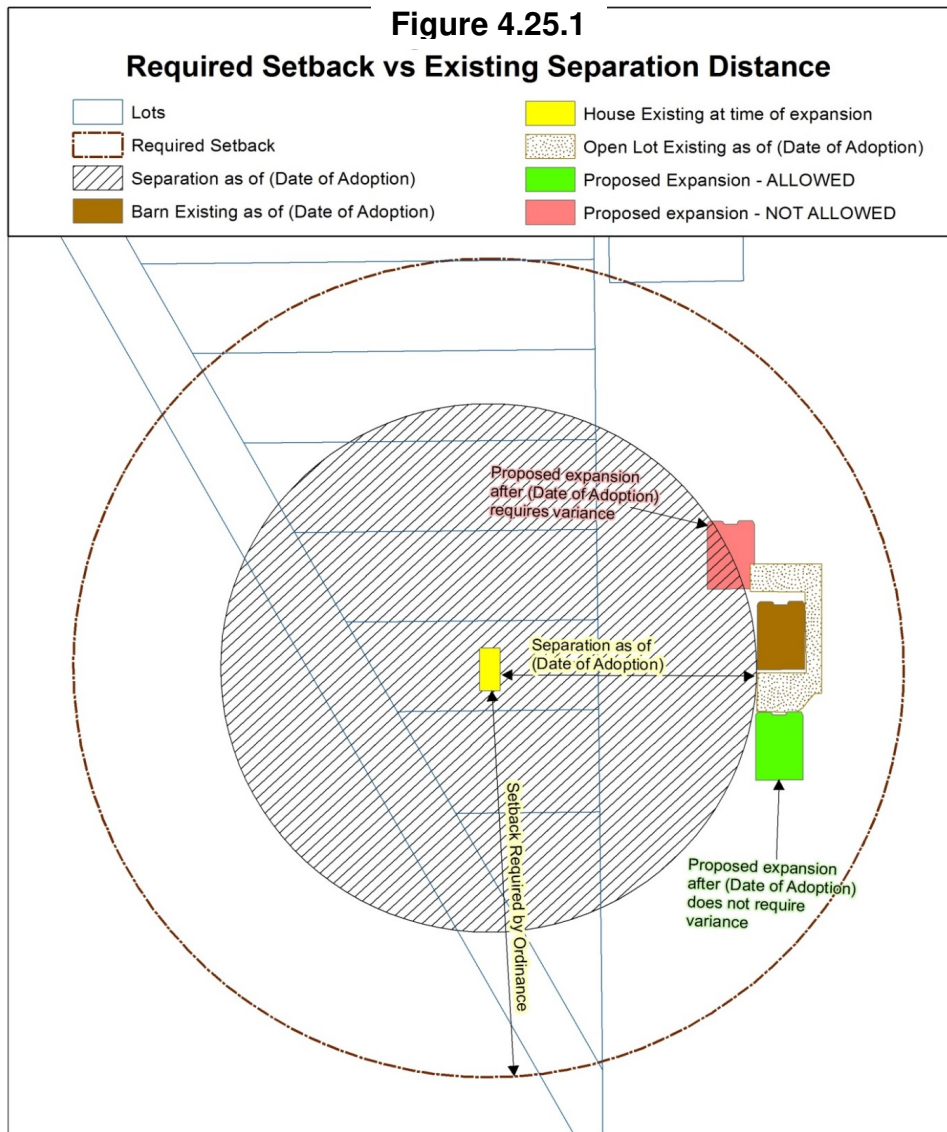 Figure 4.25.1
Required Setback vs Existing Separation Distance
Lots
Required Setback
Separation as of (Date of Adoption)
Barn Existing as of (Date of Adoption)
House Existing at time of expansion
Open Lot Existing as of (Date of Adoption)
Proposed Expansion - ALLOWED
Proposed expansion - NOT ALLOWED
Proposed expansion
after (Date of Adoption)
requires variance
Separation as of
(Date of Adoption)
Setback Required by Ordinance
Proposed expansion
after (Date of Adoption)
does not require
variance